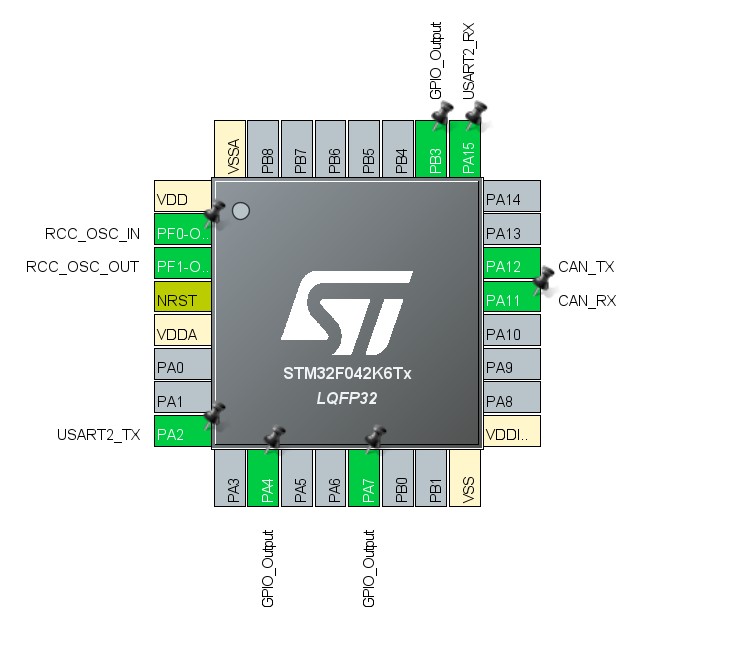 GPIO_Output
USART2_RX
VSSA
PB8
PB7
PB6
PB5
PB4
PB3
PA15
VDD
RCC_OSC_IN
PF0-O..
RCC_OSC_OUT
PF1-O..
NRST
VDDA
PA0
PA1
USART2_TX
PA2
ST
STM32F042K6Tx
LQFP32
PA14
PA13
PA12
CAN_TX
PA11
CAN_RX
PA10
PA9
PA8
VDDI..
PA3
PA4
PA5
PA6
PA7
PB0
PB1
VSS
GPIO_Output
GPIO_Output